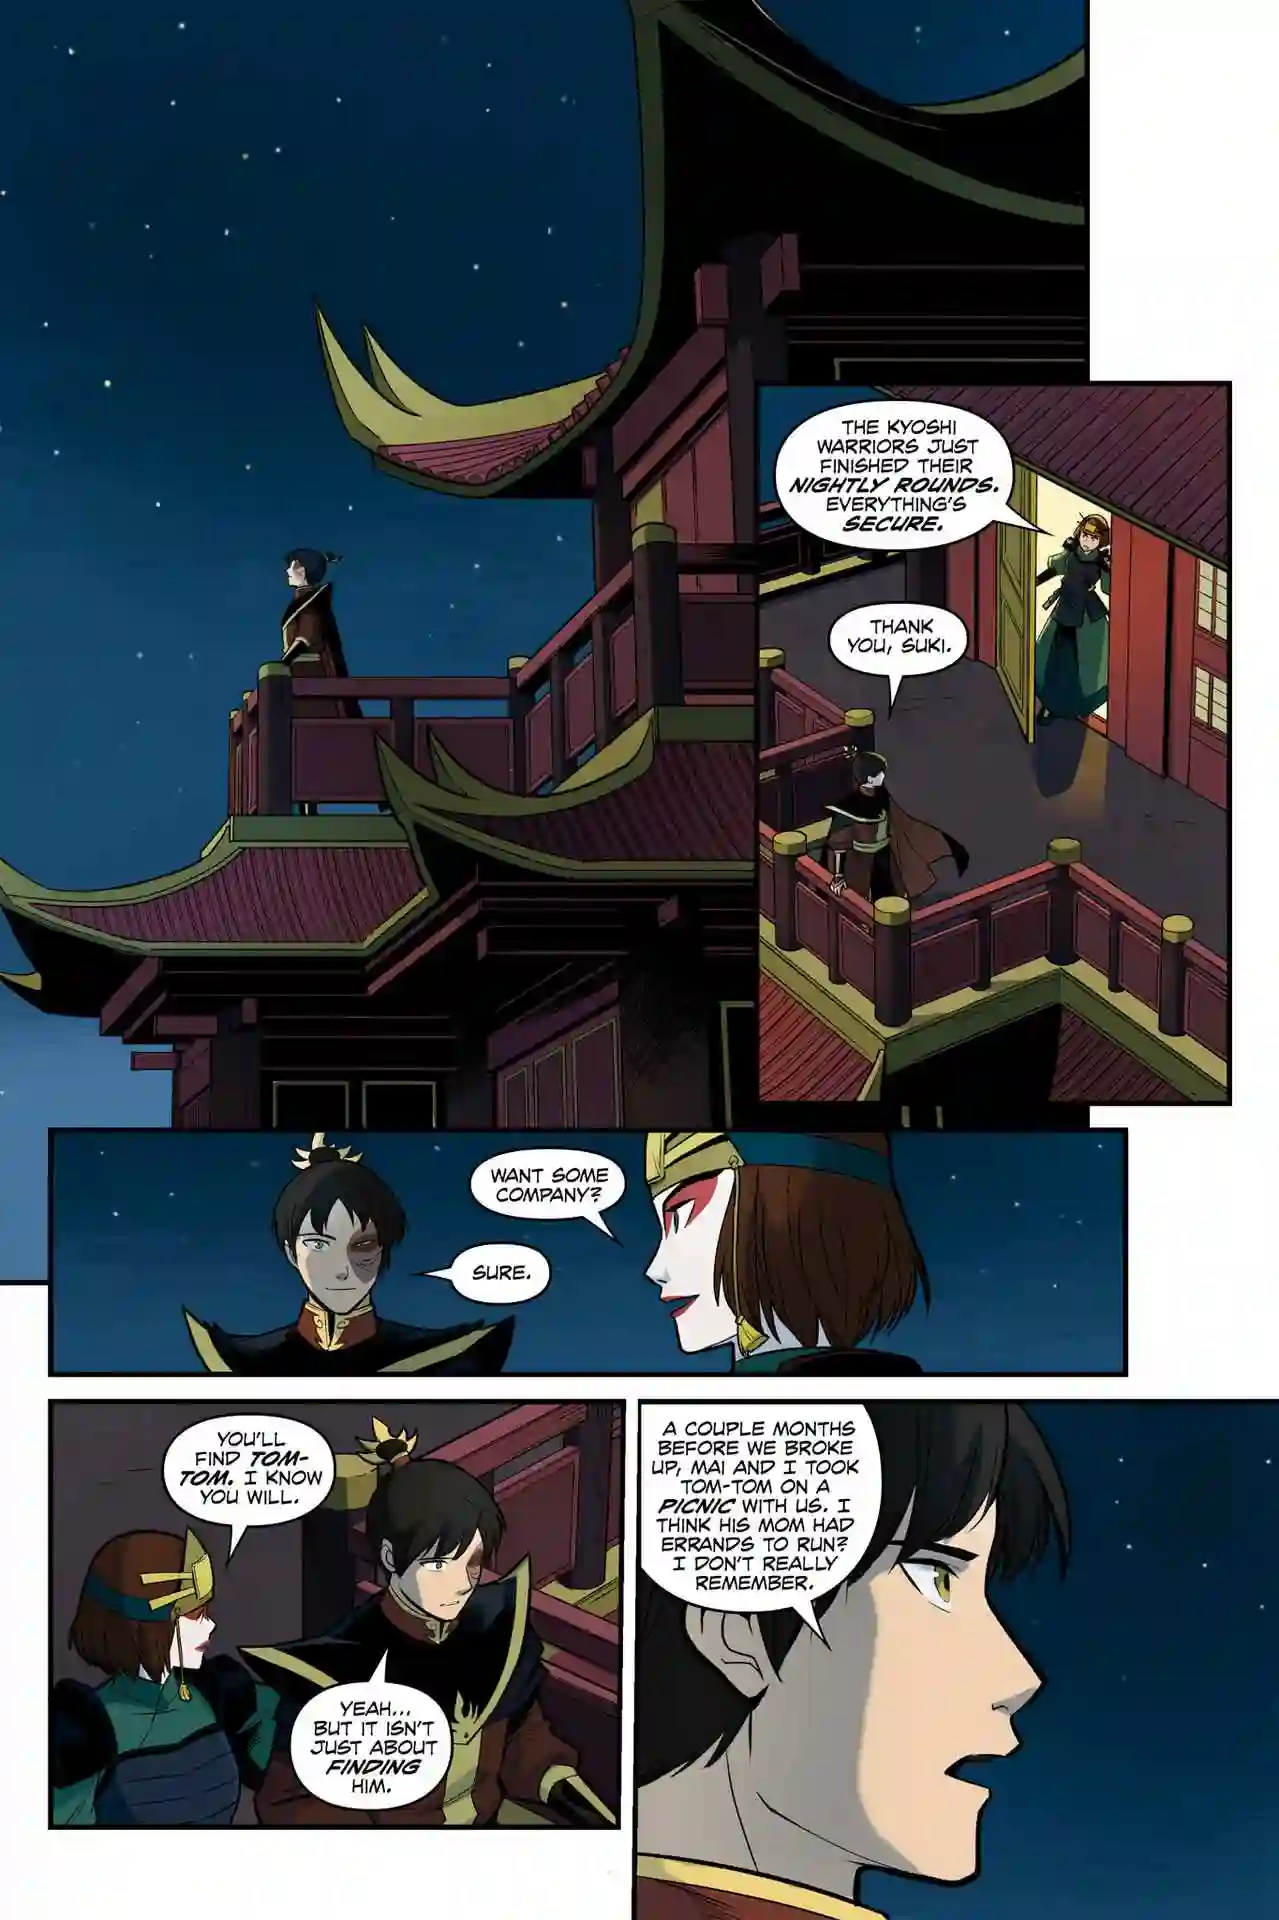 THE KYOSHI
WARRIORS JUST
FINISHED THEIR
NIGHTLY ROUNDS.
EVERYTHING'S
SECURE.
THANK
YOU, SUKI.
WANT SOME
COMPANY?
SURE.
YOU'LL
FIND TOM-
TOM. I KNOW
YOU WILL.
YEAH...
BUT IT ISN'T
JUST ABOUT
FINDING
HIM.
A COUPLE MONTHS
BEFORE WE BROKE
UP, MAI AND I TOOK
TOM-TOM ON A
PICNIC WITH US. I
THINK HIS MOM HAD
ERRANDS TO RUN?
I DON'T REALLY
REMEMBER.